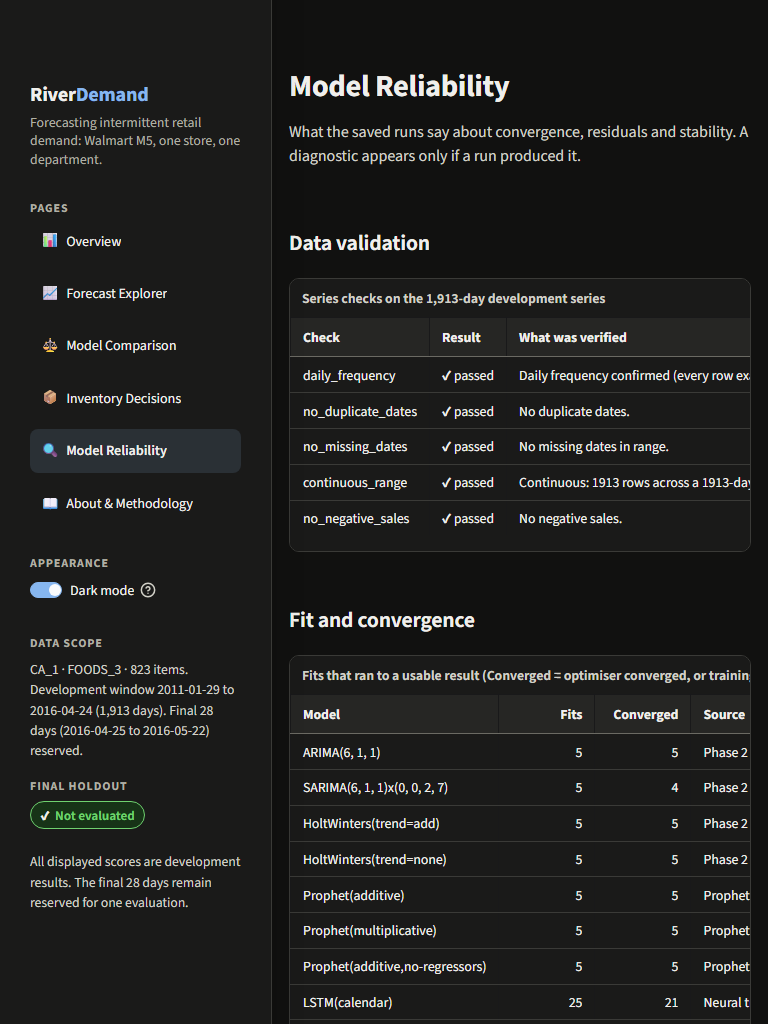 RiverDemand
Forecasting intermittent retail
demand: Walmart M5, one store, one
department.
PAGES
Overview
Forecast Explorer
Model Comparison
Inventory Decisions
Model Reliability
About & Methodology
APPEARANCE
Dark mode ?
DATA SCOPE
CA_1 · FOODS_3 · 823 items.
Development window 2011-01-29 to
2016-04-24 (1,913 days). Final 28
days (2016-04-25 to 2016-05-22)
reserved.
FINAL HOLDOUT
✓ Not evaluated
All displayed scores are development
results. The final 28 days remain
reserved for one evaluation.
Model Reliability
What the saved runs say about convergence, residuals and stability. A
diagnostic appears only if a run produced it.
Data validation
Series checks on the 1,913-day development series
Check Result What was verified
daily_frequency ✓ passed Daily frequency confirmed (every row
no_duplicate_dates ✓ passed No duplicate dates.
no_missing_dates ✓ passed No missing dates in range.
continuous_range ✓ passed Continuous: 1913 rows across a 1913-day
no_negative_sales ✓ passed No negative sales.
Fit and convergence
Fits that ran to a usable result (Converged = optimiser converged, or training
Model Fits Converged Source
ARIMA(6, 1, 1) 5 5 Phase 2
SARIMA(6, 1, 1)x(0, 0, 2, 7) 5 4 Phase 2
HoltWinters(trend=add) 5 5 Phase 2
HoltWinters(trend=none) 5 5 Phase 2
Prophet(additive) 5 5 Prophet
Prophet(multiplicative) 5 5 Prophet
Prophet(additive,no-regressors) 5 5 Prophet
LSTM(calendar) 25 21 Neural